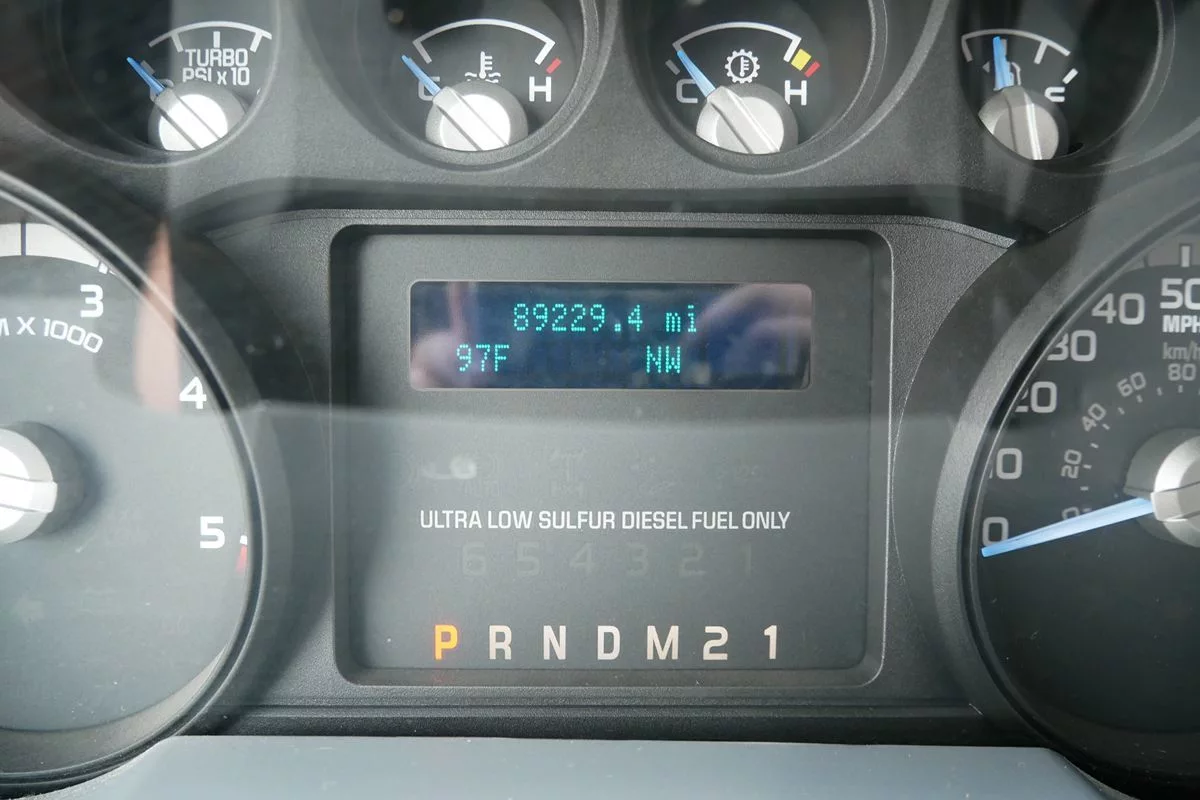 TURBO
PSI x 10
H
C H
3
M X 1000
4
5
89229.4 mi
97F NW
ULTRA LOW SULFUR DIESEL FUEL ONLY
6 5 4 3 2 1
P R N D M 2 1
50
MPH
km/h
40
30
20
0
80
60
40
20